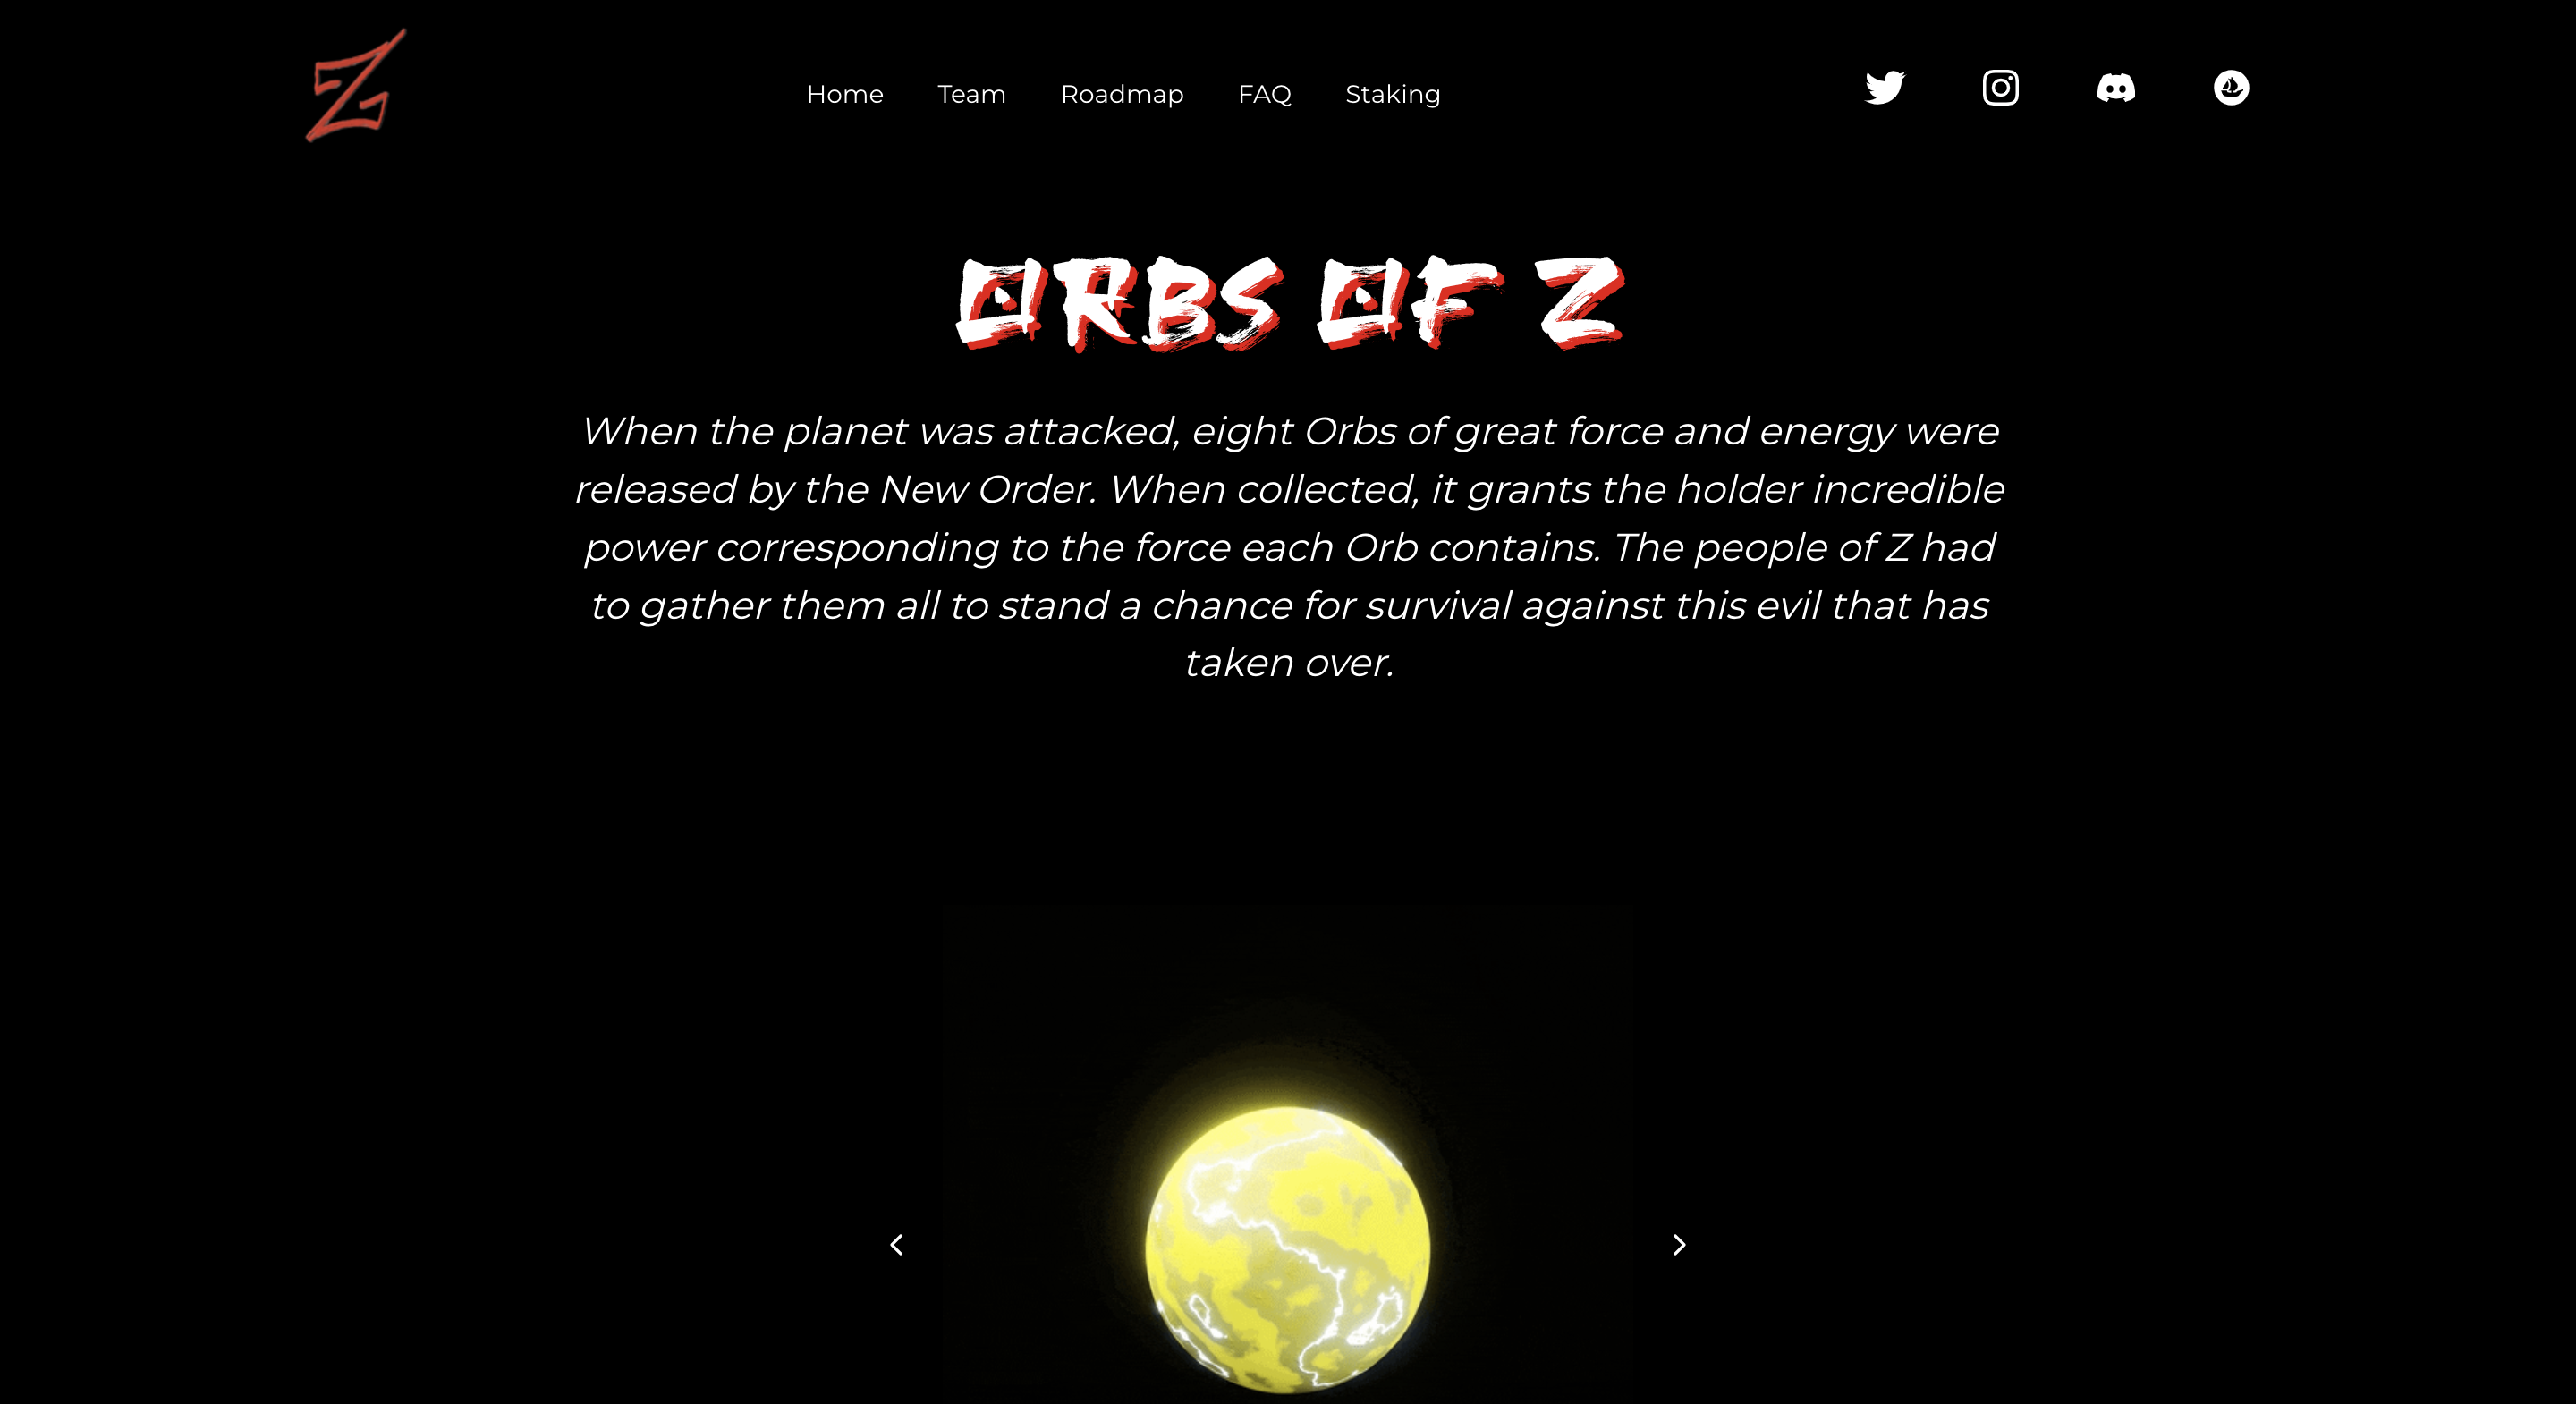 Z
Home Team Roadmap FAQ Staking
ORBS OF Z
When the planet was attacked, eight Orbs of great force and energy were
released by the New Order. When collected, it grants the holder incredible
power corresponding to the force each Orb contains. The people of Z had
to gather them all to stand a chance for survival against this evil that has
taken over.